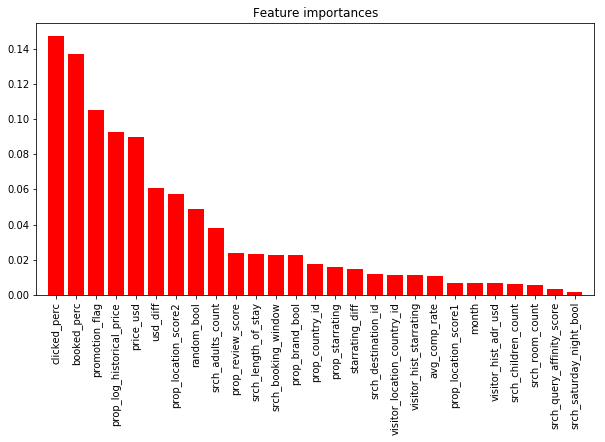 Feature importances
0.14
0.12
0.10
0.08
0.06
0.04
0.02
0.00
clicked_perc
booked_perc
promotion_flag
prop_log_historical_price
price_usd
usd_diff
prop_location_score2
random_bool
srch_adults_count
prop_review_score
srch_length_of_stay
srch_booking_window
prop_brand_bool
prop_country_id
prop_starrating
starrating_diff
srch_destination_id
visitor_location_country_id
visitor_hist_starrating
avg_comp_rate
prop_location_score1
month
visitor_hist_adr_usd
srch_children_count
srch_room_count
srch_query_affinity_score
srch_saturday_night_bool